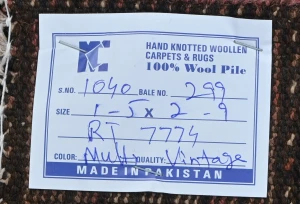 HAND KNOTTED WOOLLEN
CARPETS & RUGS
100% Wool Pile
S.NO. 1040 BALE NO. 299
SIZE 1-5 x 2-9
RT 7774
COLOR: Multi QUALITY: Vintage
MADE IN PAKISTAN